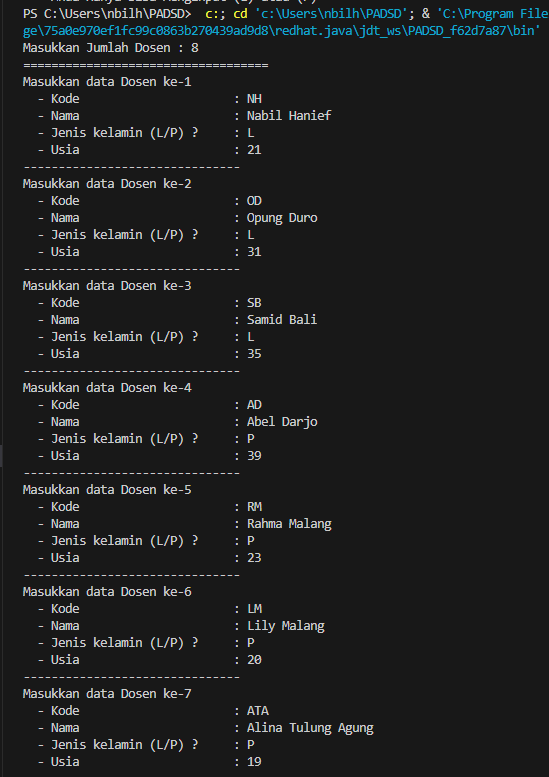 PS C:\Users\nbilh\PADSD>  c:; cd 'c:\Users\nbilh\PADSD'; & 'C:\Program File
ge\75a0e970ef1fc99c0863b270439ad9d8\redhat.java\jdt_ws\PADSD_f62d7a87\bin'
Masukkan Jumlah Dosen : 8
===================================
Masukkan data Dosen ke-1
  - Kode                      : NH
  - Nama                      : Nabil Hanief
  - Jenis kelamin (L/P) ?     : L
  - Usia                      : 21
-------------------------------
Masukkan data Dosen ke-2
  - Kode                      : OD
  - Nama                      : Opung Duro
  - Jenis kelamin (L/P) ?     : L
  - Usia                      : 31
-------------------------------
Masukkan data Dosen ke-3
  - Kode                      : SB
  - Nama                      : Samid Bali
  - Jenis kelamin (L/P) ?     : L
  - Usia                      : 35
-------------------------------
Masukkan data Dosen ke-4
  - Kode                      : AD
  - Nama                      : Abel Darjo
  - Jenis kelamin (L/P) ?     : P
  - Usia                      : 39
-------------------------------
Masukkan data Dosen ke-5
  - Kode                      : RM
  - Nama                      : Rahma Malang
  - Jenis kelamin (L/P) ?     : P
  - Usia                      : 23
-------------------------------
Masukkan data Dosen ke-6
  - Kode                      : LM
  - Nama                      : Lily Malang
  - Jenis kelamin (L/P) ?     : P
  - Usia                      : 20
-------------------------------
Masukkan data Dosen ke-7
  - Kode                      : ATA
  - Nama                      : Alina Tulung Agung
  - Jenis kelamin (L/P) ?     : P
  - Usia                      : 19